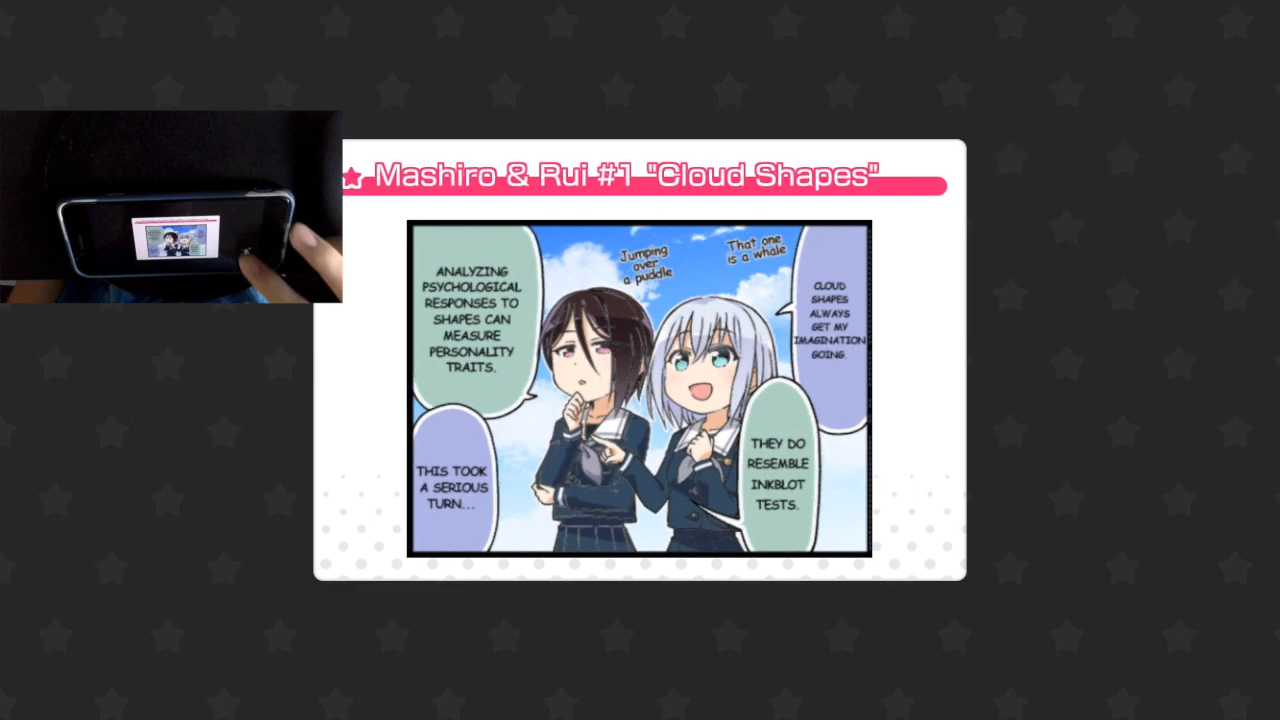 Mashiro & Rui #1 "Cloud Shapes"
CLOUD
SHAPES
ALWAYS
GET MY
IMAGINATION
GOING.
That one
is a whale
Jumping
over
a puddle
THEY DO
RESEMBLE
INKBLOT
TESTS.
ANALYZING
PSYCHOLOGICAL
RESPONSES TO
SHAPES CAN
MEASURE
PERSONALITY
TRAITS.
THIS TOOK
A SERIOUS
TURN...